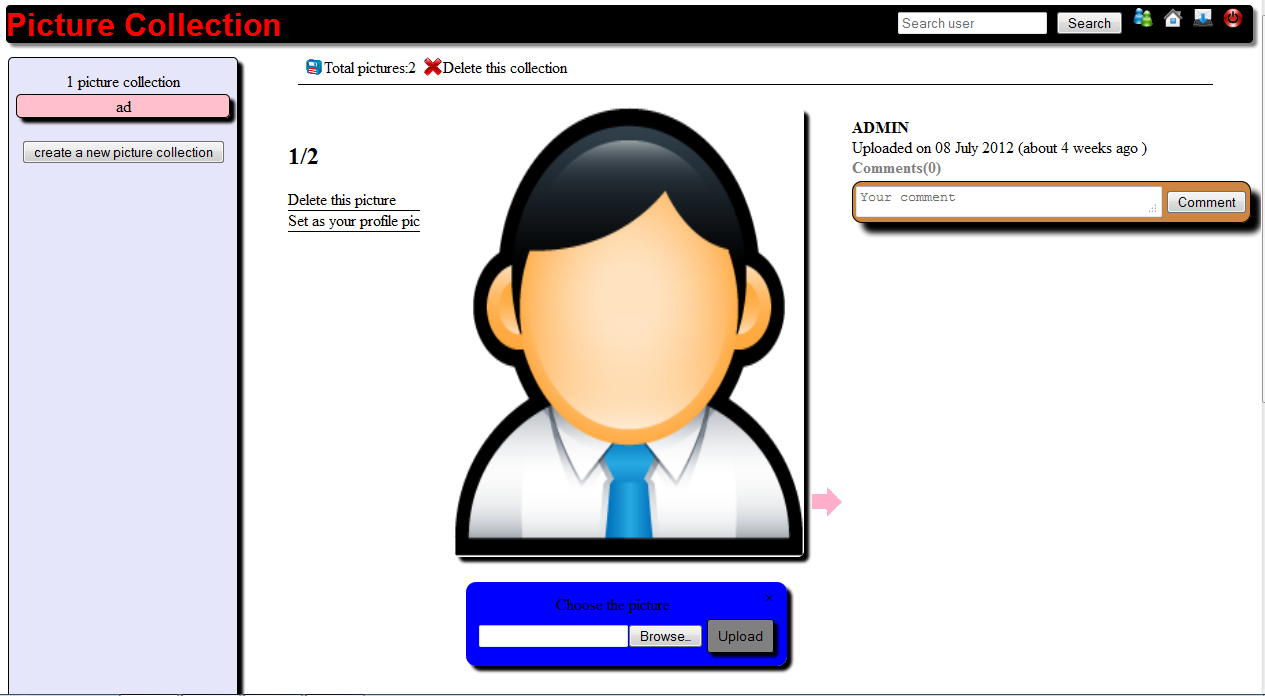 Picture Collection
Search user
Search
1 picture collection
ad
create a new picture collection
Total pictures:2 Delete this collection
1/2
Delete this picture
Set as your profile pic
ADMIN
Uploaded on 08 July 2012 (about 4 weeks ago )
Comments(0)
Your comment
Comment
Choose the picture
×
Browse_
Upload